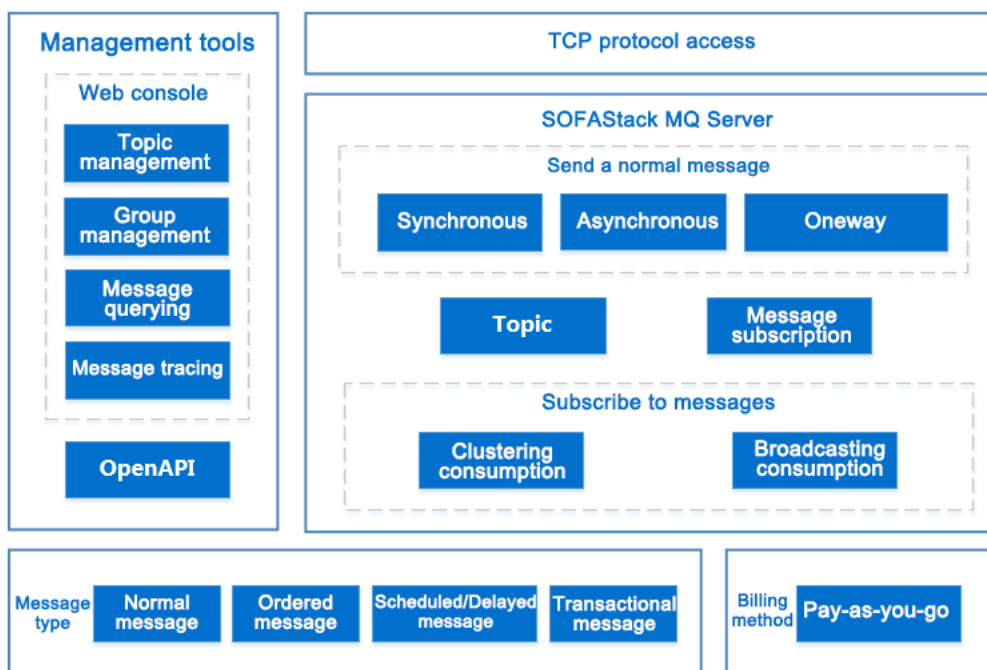 Management tools
Web console
Topic
management
Group
management
Message
querying
Message tracing
OpenAPI
TCP protocol access
SOFAStack MQ Server
Send a normal message
Synchronous
Asynchronous
Oneway
Topic
Message
subscription
Subscribe to messages
Clustering
consumption
Broadcasting
consumption
Message
type
Normal
message
Ordered
message
Scheduled/Delayed
message
Transactional
message
Billing
method
Pay-as-you-go